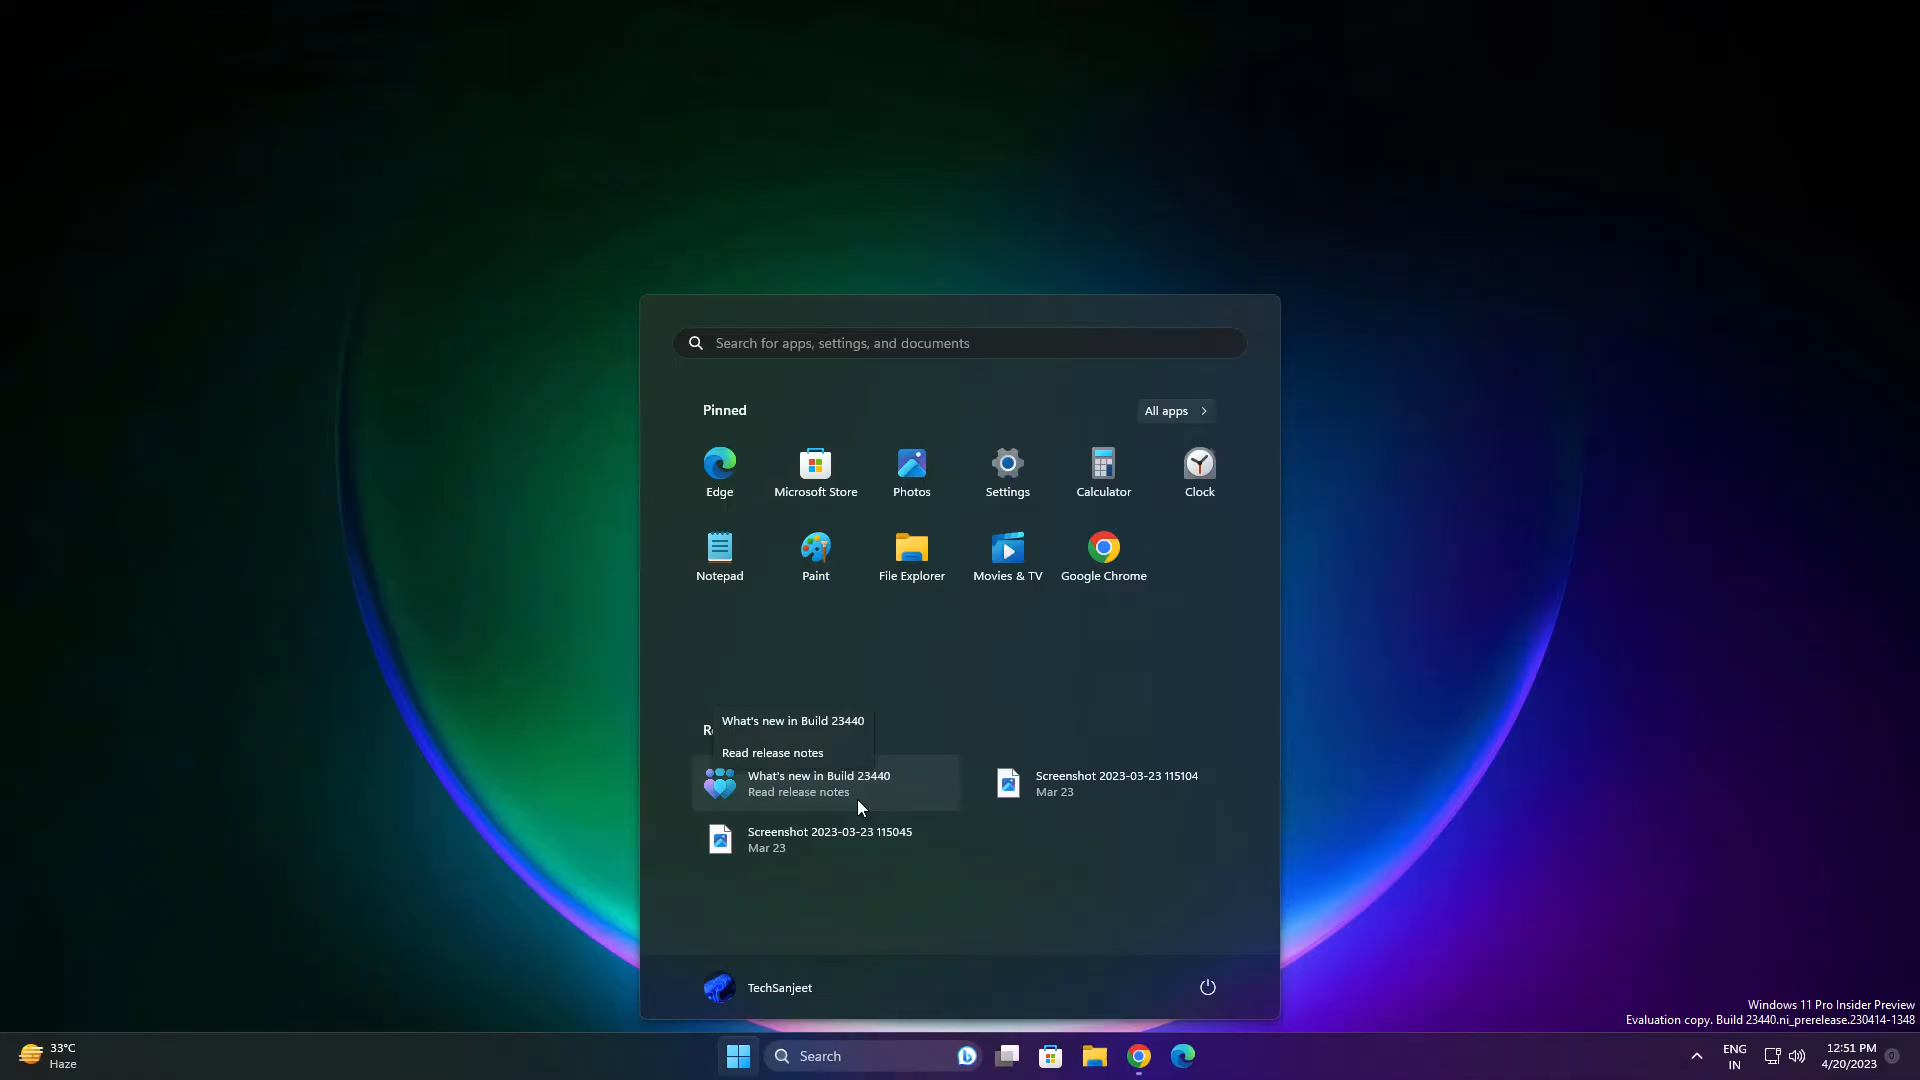 Search for apps, settings, and documents
Pinned
All apps
Edge
Microsoft Store
Photos
Settings
Calculator
Clock
Notepad
Paint
File Explorer
Movies & TV
Google Chrome
What's new in Build 23440
Read release notes
What's new in Build 23440
Read release notes
Screenshot 2023-03-23 115104
Mar 23
Screenshot 2023-03-23 115045
Mar 23
TechSanjeet
Windows 11 Pro Insider Preview
Evaluation copy. Build 23440.ni_prerelease.230414-1348
33°C
Haze
Search
ENG
IN
12:51 PM
4/20/2023
0